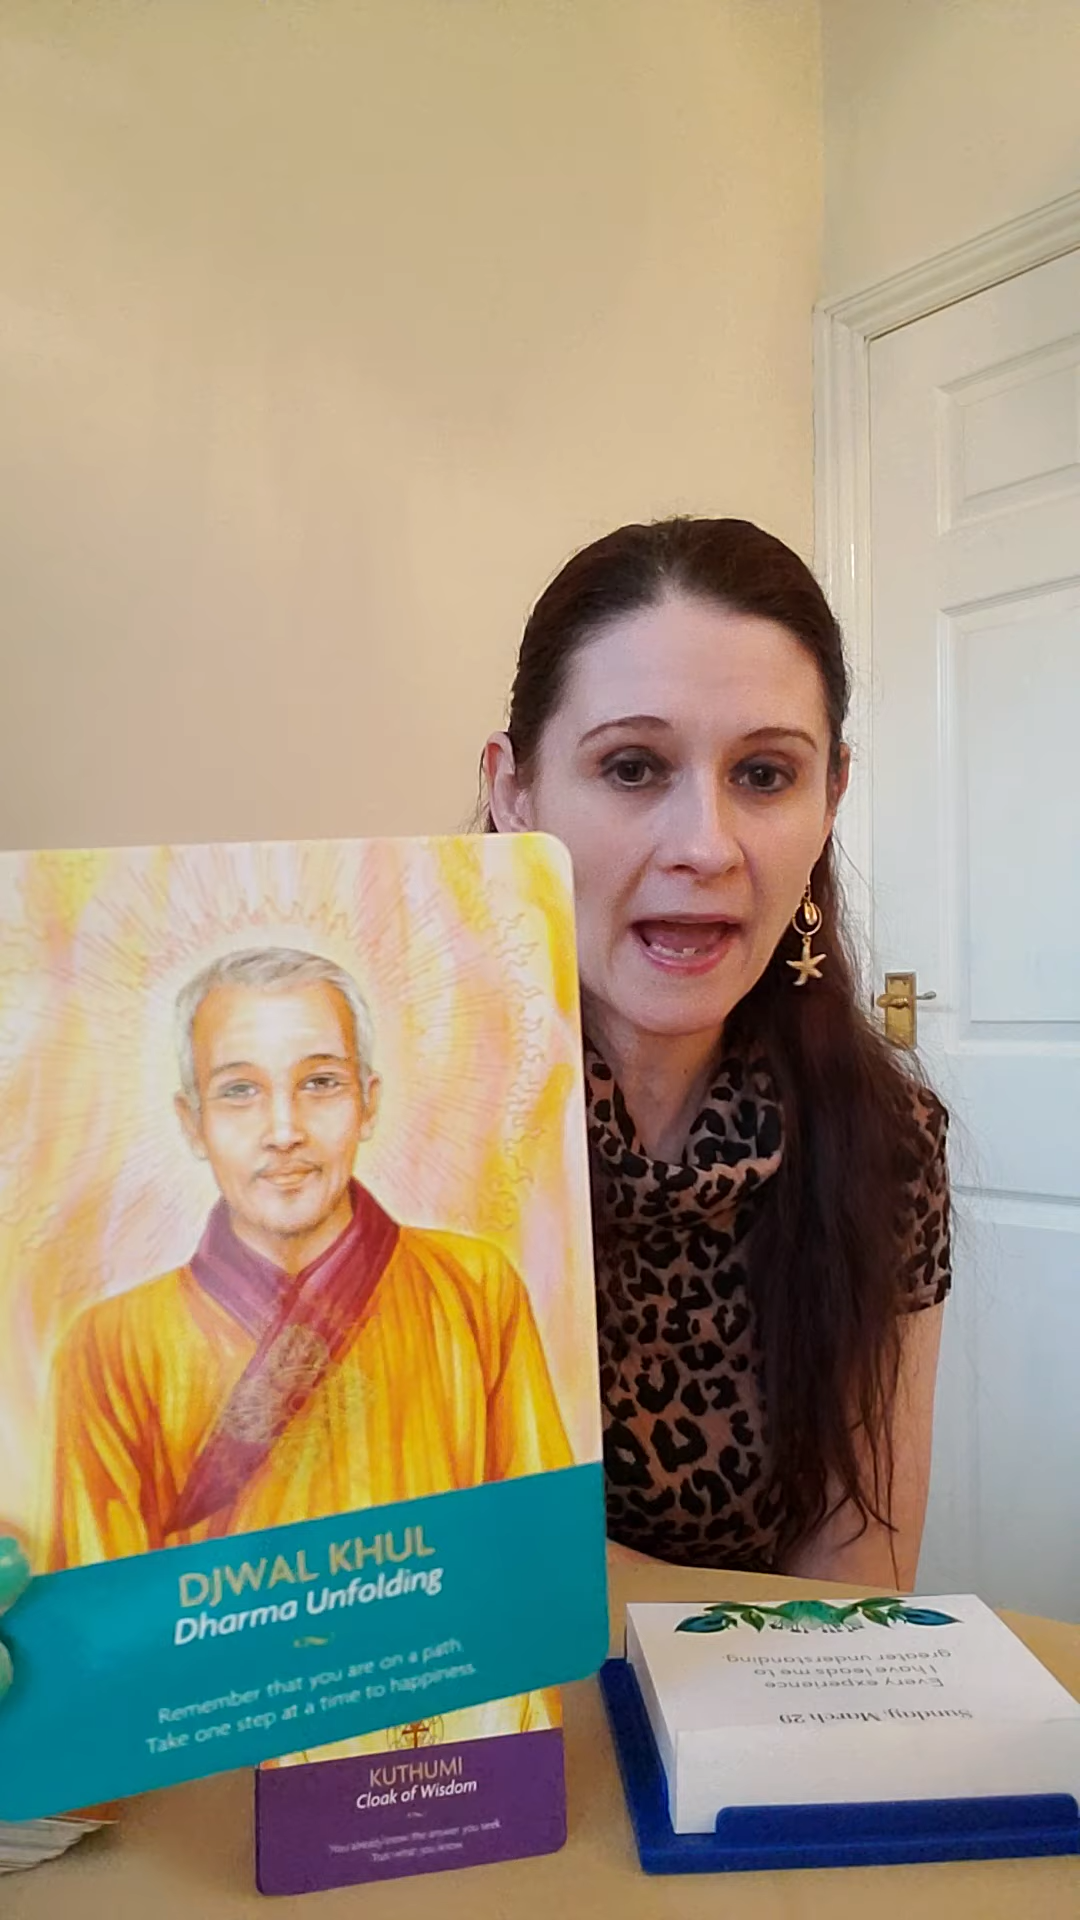 DJWAL KHUL
Dharma Unfolding
Remember that you are on a path
Take one step at a time to happiness
KUTHUMI
Cloak of Wisdom
You already know the answer you seek
Trust what you know
Sunday, March 29
Every experience
I have leads me to
greater understanding.